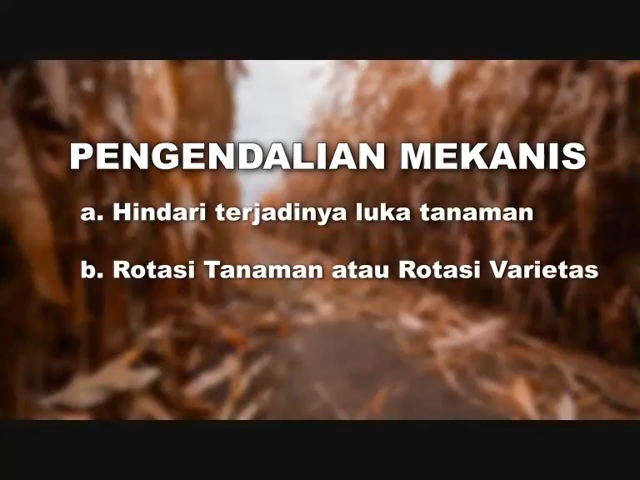 PENGENDALIAN MEKANIS
a. Hindari terjadinya luka tanaman
b. Rotasi Tanaman atau Rotasi Varietas